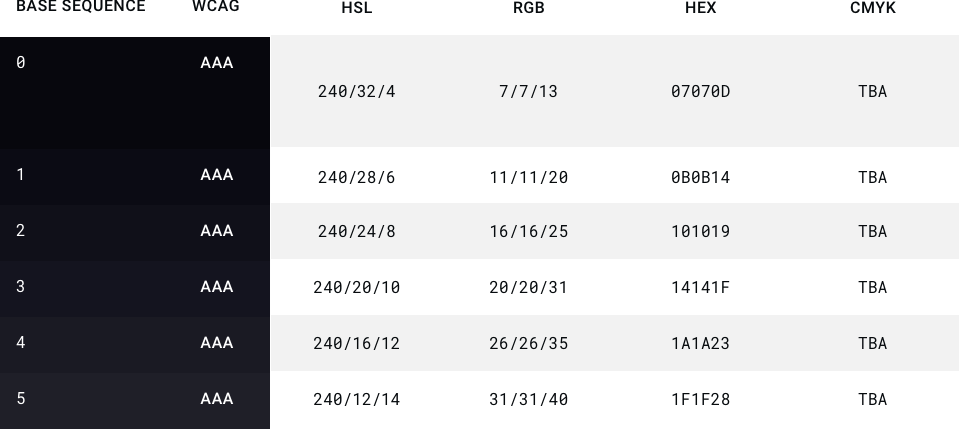 BASE SEQUENCE WCAG HSL RGB HEX CMYK
0 AAA 240/32/4 7/7/13 07070D TBA
1 AAA 240/28/6 11/11/20 0B0B14 TBA
2 AAA 240/24/8 16/16/25 101019 TBA
3 AAA 240/20/10 20/20/31 14141F TBA
4 AAA 240/16/12 26/26/35 1A1A23 TBA
5 AAA 240/12/14 31/31/40 1F1F28 TBA